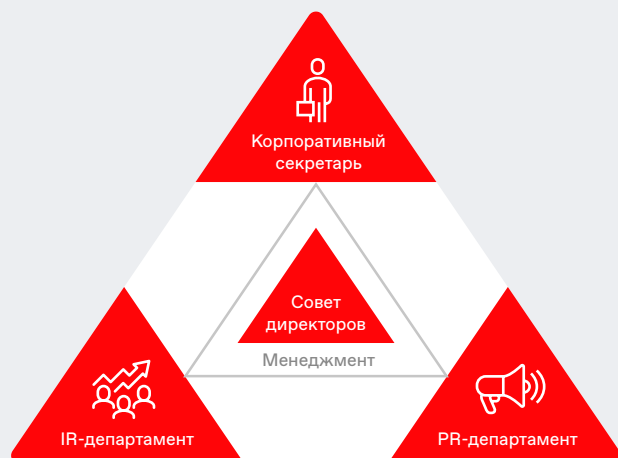 Корпоративный
секретарь
Совет
директоров
Менеджмент
IR-департамент
PR-департамент